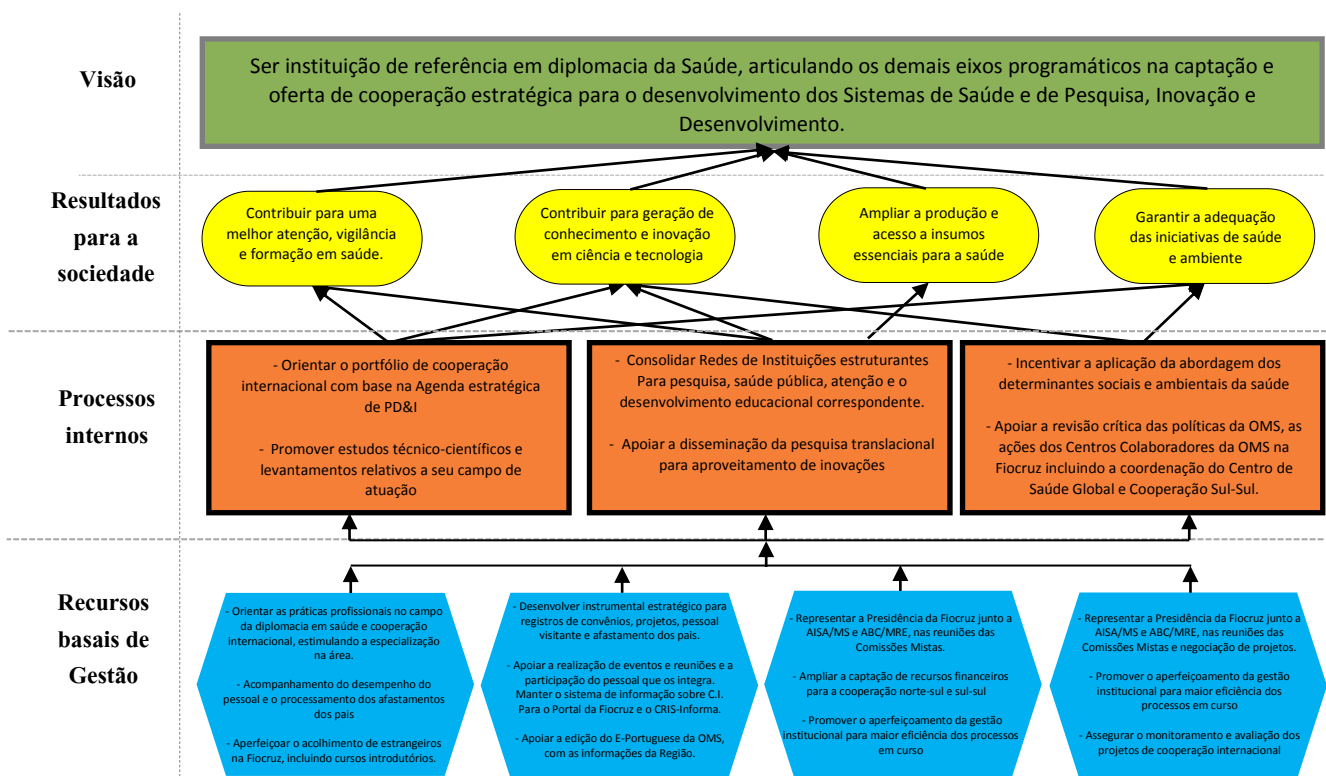 Visão
Ser instituição de referência em diplomacia da Saúde, articulando os demais eixos programáticos na captação e
oferta de cooperação estratégica para o desenvolvimento dos Sistemas de Saúde e de Pesquisa, Inovação e
Desenvolvimento.
Resultados
para a
sociedade
Contribuir para uma
melhor atenção, vigilância
e formação em saúde.
Contribuir para geração de
conhecimento e inovação
em ciência e tecnologia
Ampliar a produção e
acesso a insumos
essenciais para a saúde
Garantir a adequação
das iniciativas de saúde
e ambiente
Processos
internos
- Orientar o portfólio de cooperação
internacional com base na Agenda estratégica
de PD&I
- Promover estudos técnico-científicos e
levantamentos relativos a seu campo de
atuação
- Consolidar Redes de Instituições estruturantes
Para pesquisa, saúde pública, atenção e o
desenvolvimento educacional correspondente.
- Apoiar a disseminação da pesquisa translacional
para aproveitamento de inovações
- Incentivar a aplicação da abordagem dos
determinantes sociais e ambientais da saúde
- Apoiar a revisão crítica das políticas da OMS, as
ações dos Centros Colaboradores da OMS na
Fiocruz incluindo a coordenação do Centro de
Saúde Global e Cooperação Sul-Sul.
Recursos
basais de
Gestão
- Orientar as práticas profissionais no campo
da diplomacia em saúde e cooperação
internacional, estimulando a especialização
na área.
- Acompanhamento do desempenho do
pessoal e o processamento dos afastamentos
dos pais
- Aperfeiçoar o acolhimento de estrangeiros
na Fiocruz, incluindo cursos introdutórios.
- Desenvolver instrumental estratégico para
registros de convênios, projetos, pessoal
visitante e afastamento dos pais.
- Apoiar a realização de eventos e reuniões e a
participação do pessoal que os integra.
Manter o sistema de informação sobre C.I.
Para o Portal da Fiocruz e o CRIS-Informa.
- Apoiar a edição do E-Portuguese da OMS,
com as informações da Região.
- Representar a Presidência da Fiocruz junto a
AISA/MS e ABC/MRE, nas reuniões das
Comissões Mistas.
- Ampliar a captação de recursos financeiros
para a cooperação norte-sul e sul-sul
- Promover o aperfeiçoamento da gestão
institucional para maior eficiência dos processos
em curso
- Representar a Presidência da Fiocruz junto a
AISA/MS e ABC/MRE, nas reuniões das
Comissões Mistas e negociação de projetos.
- Promover o aperfeiçoamento da gestão
institucional para maior eficiência dos
processos em curso
- Assegurar o monitoramento e avaliação dos
projetos de cooperação internacional